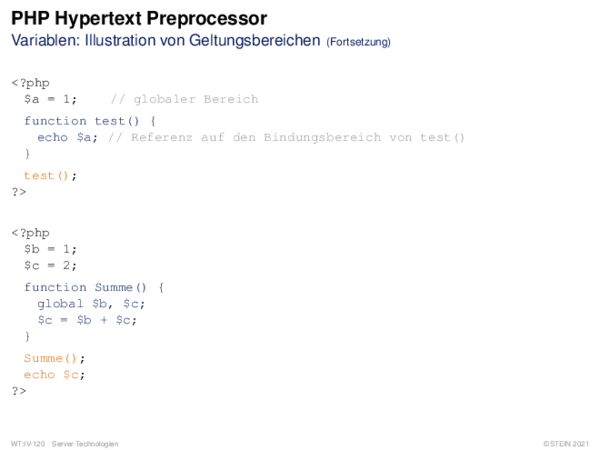 PHP Hypertext Preprocessor
Variablen: Illustration von Geltungsbereichen (Fortsetzung)
<?php
$a = 1; // globaler Bereich
function test() {
echo $a; // Referenz auf den Bindungsbereich von test()
}
test();
?>
<?php
$b = 1;
$c = 2;
function Summe() {
global $b, $c;
$c = $b + $c;
}
Summe();
echo $c;
?>
WT:IV-120 Server-Technologien ©STEIN 2021